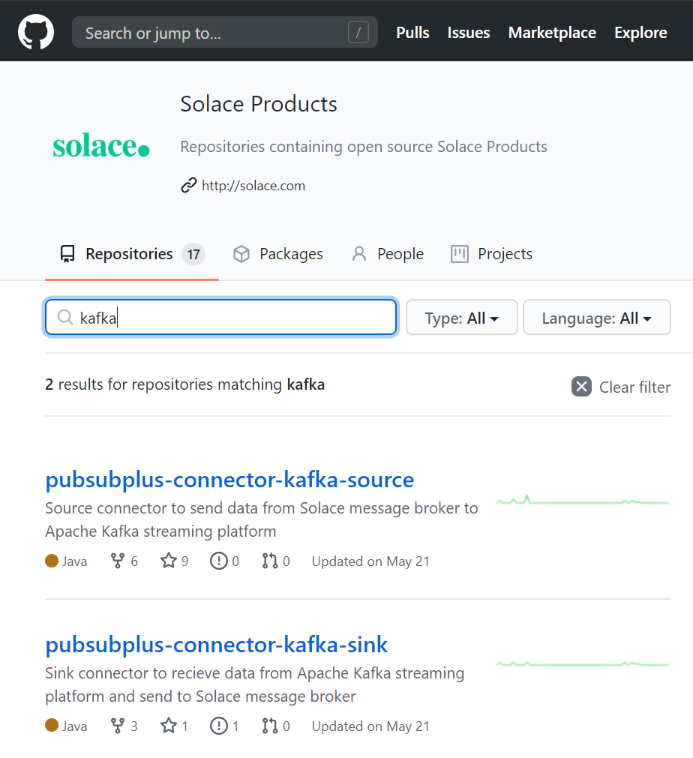 Search or jump to... / Pulls Issues Marketplace Explore
Solace Products
solace.
Repositories containing open source Solace Products
http://solace.com
Repositories 17 Packages People Projects
kafka Type: All Language: All
2 results for repositories matching kafka Clear filter
pubsubplus-connector-kafka-source
Source connector to send data from Solace message broker to
Apache Kafka streaming platform
Java 6 9 0 0 Updated on May 21
pubsubplus-connector-kafka-sink
Sink connector to recieve data from Apache Kafka streaming
platform and send to Solace message broker
Java 3 1 1 0 Updated on May 21